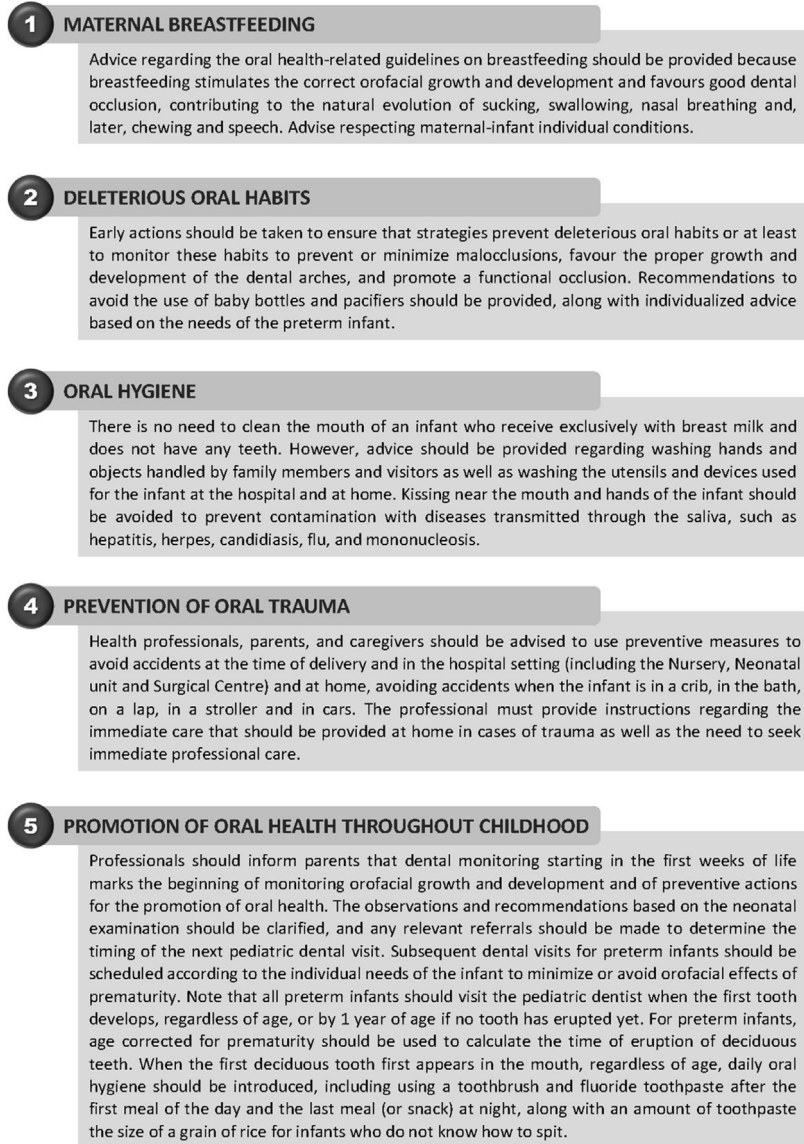 1 MATERNAL BREASTFEEDING
Advice regarding the oral health-related guidelines on breastfeeding should be provided because
breastfeeding stimulates the correct orofacial growth and development and favours good dental
occlusion, contributing to the natural evolution of sucking, swallowing, nasal breathing and,
later, chewing and speech. Advise respecting maternal-infant individual conditions.
2 DELETERIOUS ORAL HABITS
Early actions should be taken to ensure that strategies prevent deleterious oral habits or at least
to monitor these habits to prevent or minimize malocclusions, favour the proper growth and
development of the dental arches, and promote a functional occlusion. Recommendations to
avoid the use of baby bottles and pacifiers should be provided, along with individualized advice
based on the needs of the preterm infant.
3 ORAL HYGIENE
There is no need to clean the mouth of an infant who receive exclusively with breast milk and
does not have any teeth. However, advice should be provided regarding washing hands and
objects handled by family members and visitors as well as washing the utensils and devices used
for the infant at the hospital and at home. Kissing near the mouth and hands of the infant should
be avoided to prevent contamination with diseases transmitted through the saliva, such as
hepatitis, herpes, candidiasis, flu, and mononucleosis.
4 PREVENTION OF ORAL TRAUMA
Health professionals, parents, and caregivers should be advised to use preventive measures to
avoid accidents at the time of delivery and in the hospital setting (including the Nursery, Neonatal
unit and Surgical Centre) and at home, avoiding accidents when the infant is in a crib, in the bath,
on a lap, in a stroller and in cars. The professional must provide instructions regarding the
immediate care that should be provided at home in cases of trauma as well as the need to seek
immediate professional care.
5 PROMOTION OF ORAL HEALTH THROUGHOUT CHILDHOOD
Professionals should inform parents that dental monitoring starting in the first weeks of life
marks the beginning of monitoring orofacial growth and development and of preventive actions
for the promotion of oral health. The observations and recommendations based on the neonatal
examination should be clarified, and any relevant referrals should be made to determine the
timing of the next pediatric dental visit. Subsequent dental visits for preterm infants should be
scheduled according to the individual needs of the infant to minimize or avoid orofacial effects of
prematurity. Note that all preterm infants should visit the pediatric dentist when the first tooth
develops, regardless of age, or by 1 year of age if no tooth has erupted yet. For preterm infants,
age corrected for prematurity should be used to calculate the time of eruption of deciduous
teeth. When the first deciduous tooth first appears in the mouth, regardless of age, daily oral
hygiene should be introduced, including using a toothbrush and fluoride toothpaste after the
first meal of the day and the last meal (or snack) at night, along with an amount of toothpaste
the size of a grain of rice for infants who do not know how to spit.